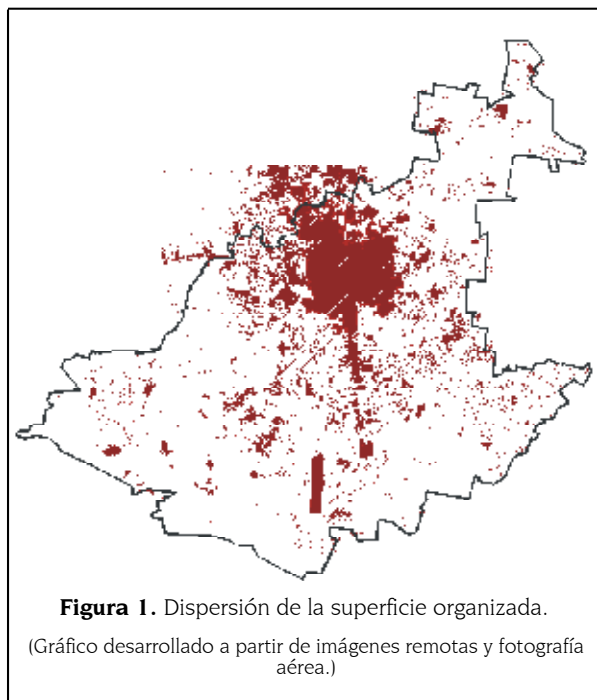 Figura 1. Dispersión de la superficie organizada.
(Gráfico desarrollado a partir de imágenes remotas y fotografía
aérea.)